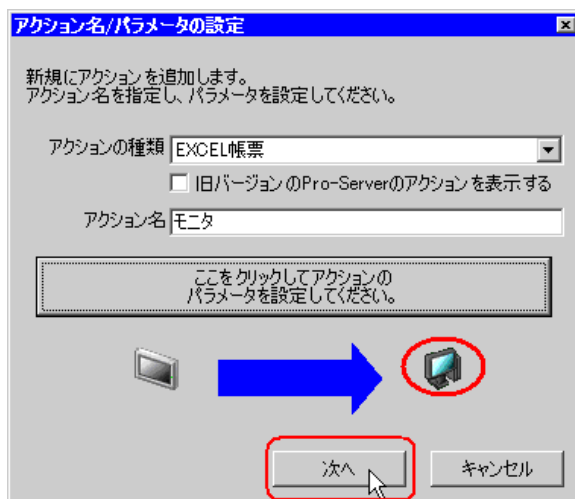 アクション名/パラメータの設定
新規にアクションを追加します。
アクション名を指定し、パラメータを設定してください。
アクションの種類 EXCEL帳票
旧バージョンのPro-Serverのアクションを表示する
アクション名 モニタ
ここをクリックしてアクションの
パラメータを設定してください。
次へ キャンセル